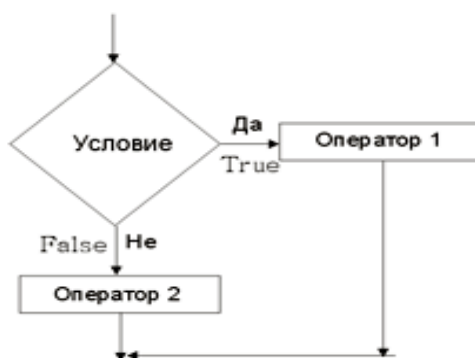 Да
Оператор 1
Условие
True
False
Не
Оператор 2